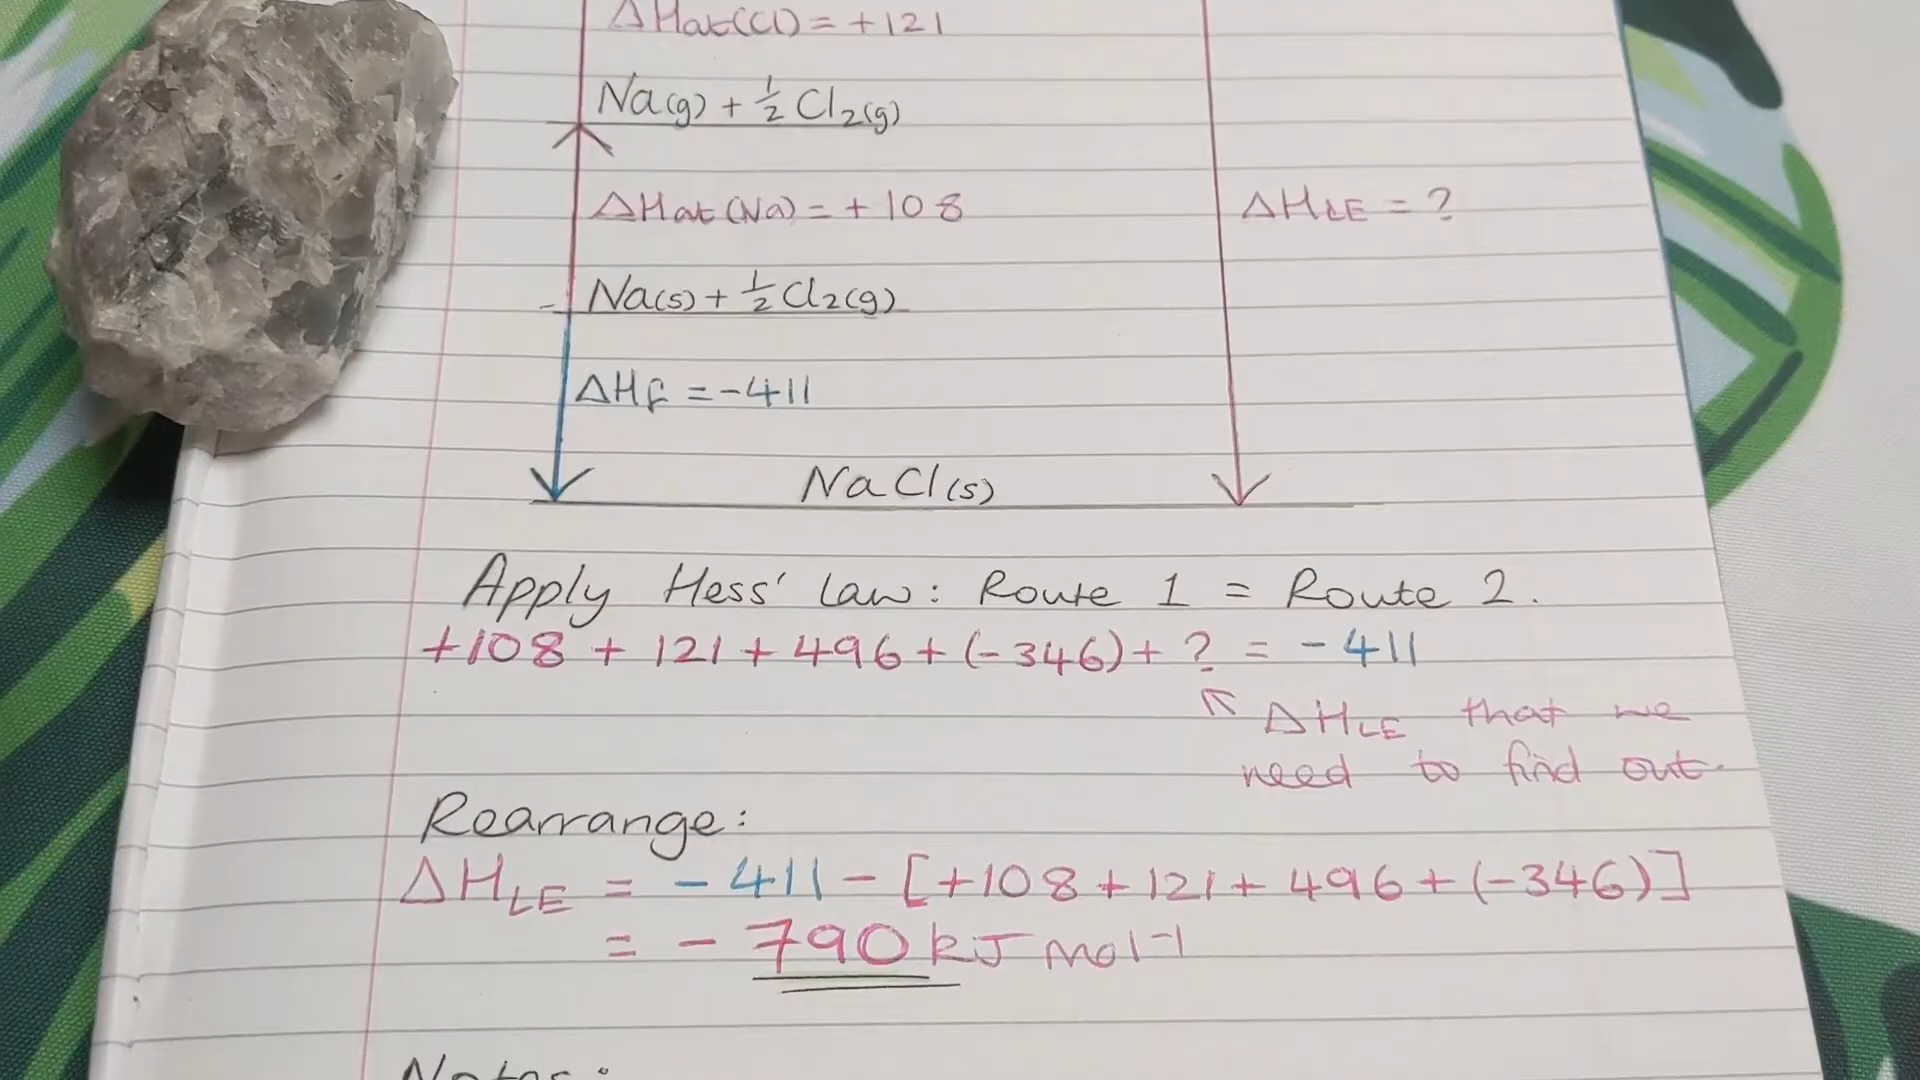 ΔHat(Cl) = +121
Na(g) + ½ Cl₂(g)
ΔHat(Na) = +108
ΔHLE = ?
Na(s) + ½ Cl₂(g)
ΔHf = -411
NaCl(s)
Apply Hess' Law: Route 1 = Route 2.
+108 + 121 + 496 + (-346) + ? = -411
↖ ΔHLE that we
need to find out.
Rearrange:
ΔHLE = -411 - [+108 + 121 + 496 + (-346)]
= -790 kJ mol⁻¹
Notes: